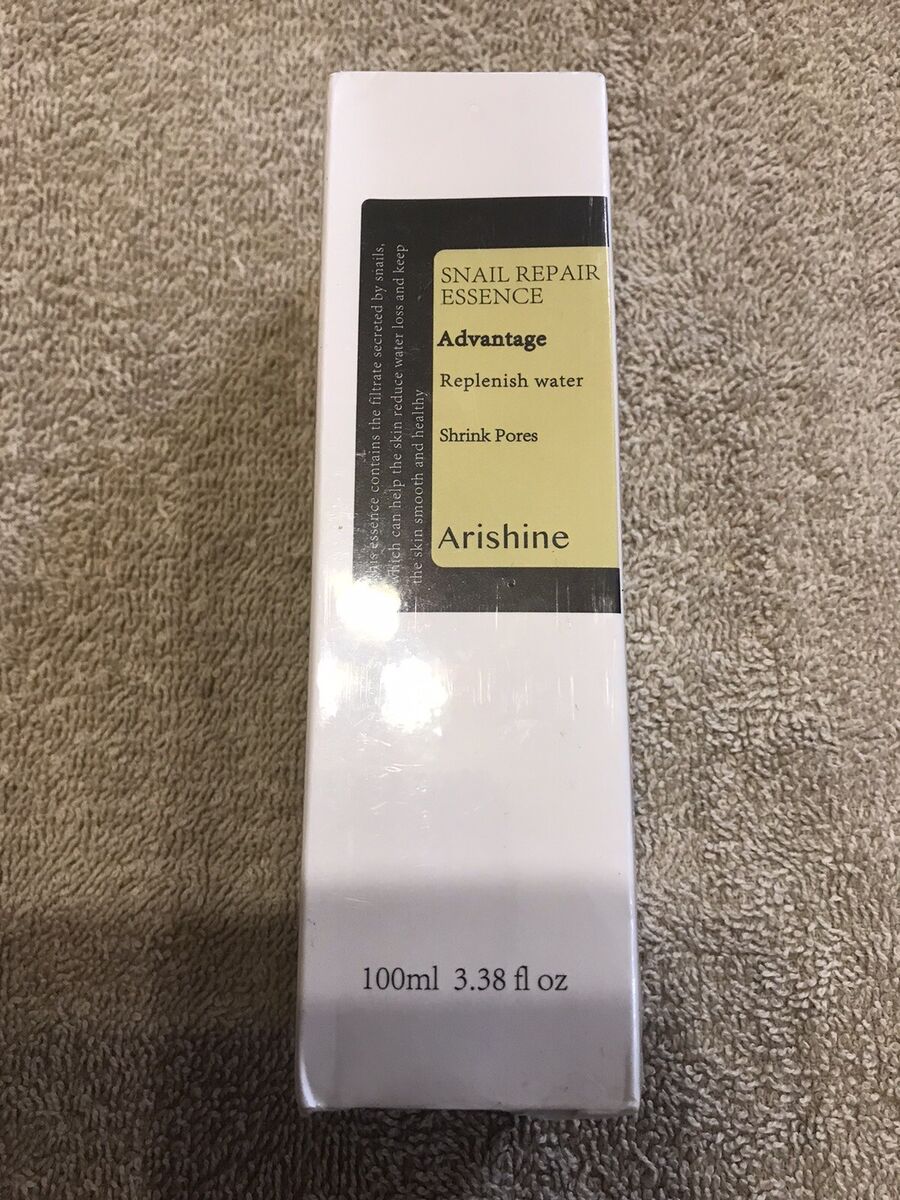 SNAIL REPAIR
ESSENCE
Advantage
Replenish water
Shrink Pores
Arishine
This essence contains the filtrate secreted by snails,
which can help the skin reduce water loss and keep
the skin smooth and healthy
100ml 3.38 fl oz